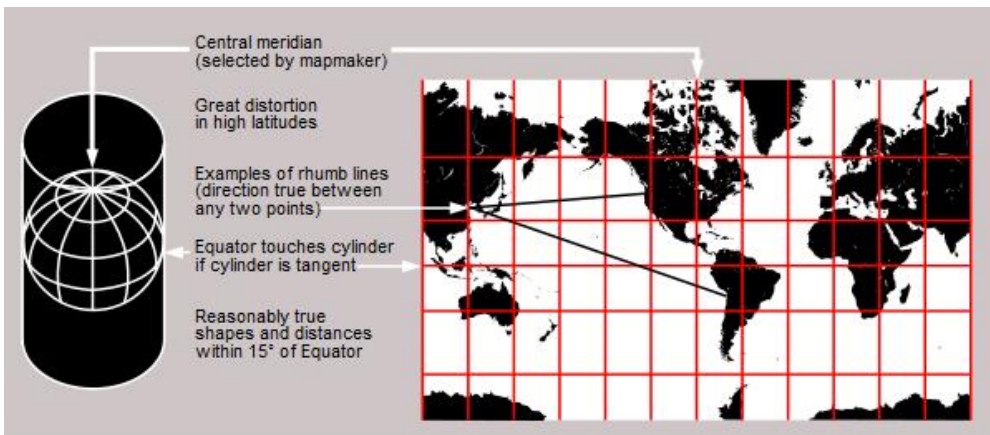 Central meridian
(selected by mapmaker)
Great distortion
in high latitudes
Examples of rhumb lines
(direction true between
any two points)
Equator touches cylinder
if cylinder is tangent
Reasonably true
shapes and distances
within 15° of Equator